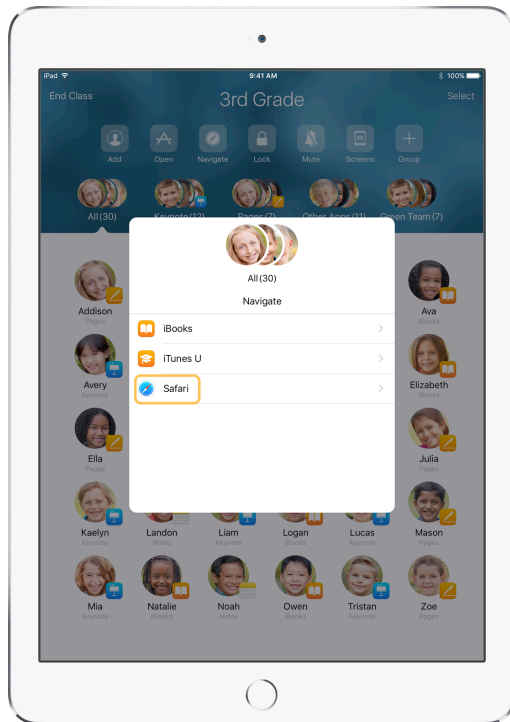 iPad 9:41 AM 100%
End Class 3rd Grade Select
Add Open Navigate Lock Mute Screens Group
All (30) Keynote (12) Pages (7) Other Apps (11) Green Team (7)
All (30)
Navigate
Addison Ava
Pages iBooks
iBooks
iTunes U
Avery Elizabeth
Keynote iBooks
Safari
Ella Julia
Pages Pages
Kaelyn Landon Liam Logan Lucas Mason
Keynote Notes Keynote iBooks Keynote Pages
Mia Natalie Noah Owen Tristan Zoe
Keynote iBooks Notes iBooks Keynote Pages